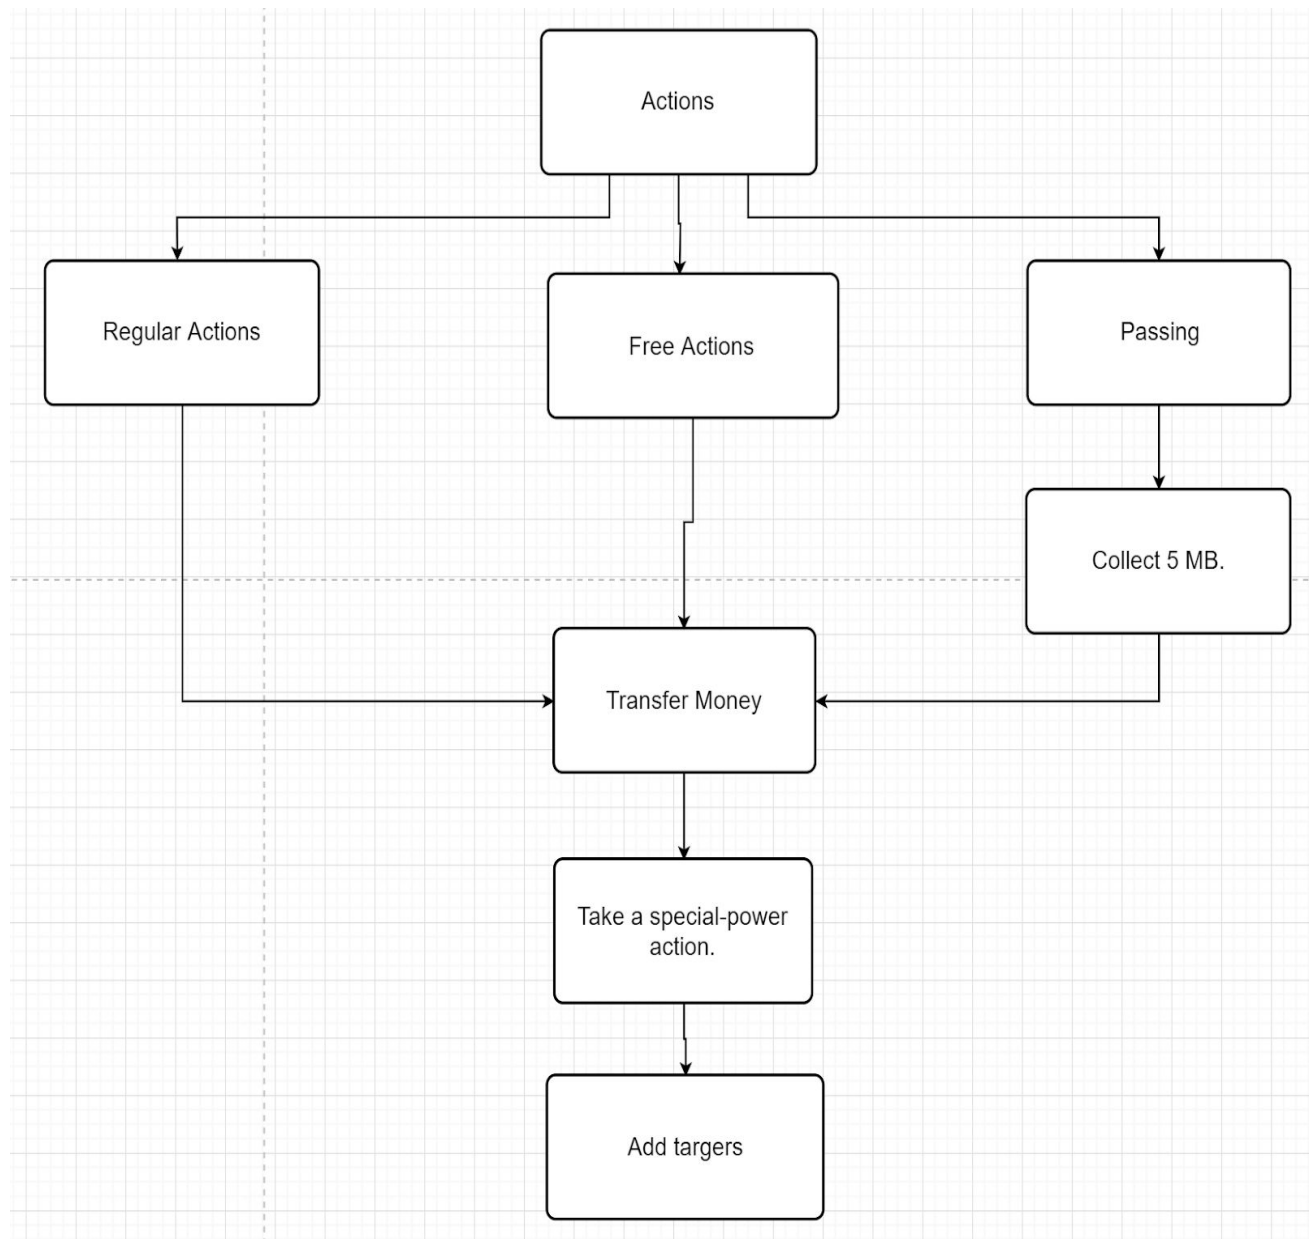 Actions
Regular Actions
Free Actions
Passing
Collect 5 MB.
Transfer Money
Take a special-power
action.
Add targers